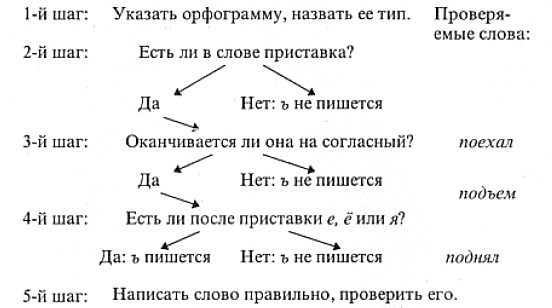 1-й шаг: Указать орфограмму, назвать ее тип. Проверя-
емые слова:
2-й шаг: Есть ли в слове приставка?
Да Нет: ъ не пишется
3-й шаг: Оканчивается ли она на согласный? поехал
Да Нет: ъ не пишется
подъем
4-й шаг: Есть ли после приставки е, ё или я?
Да: ъ пишется Нет: ъ не пишется поднял
5-й шаг: Написать слово правильно, проверить его.